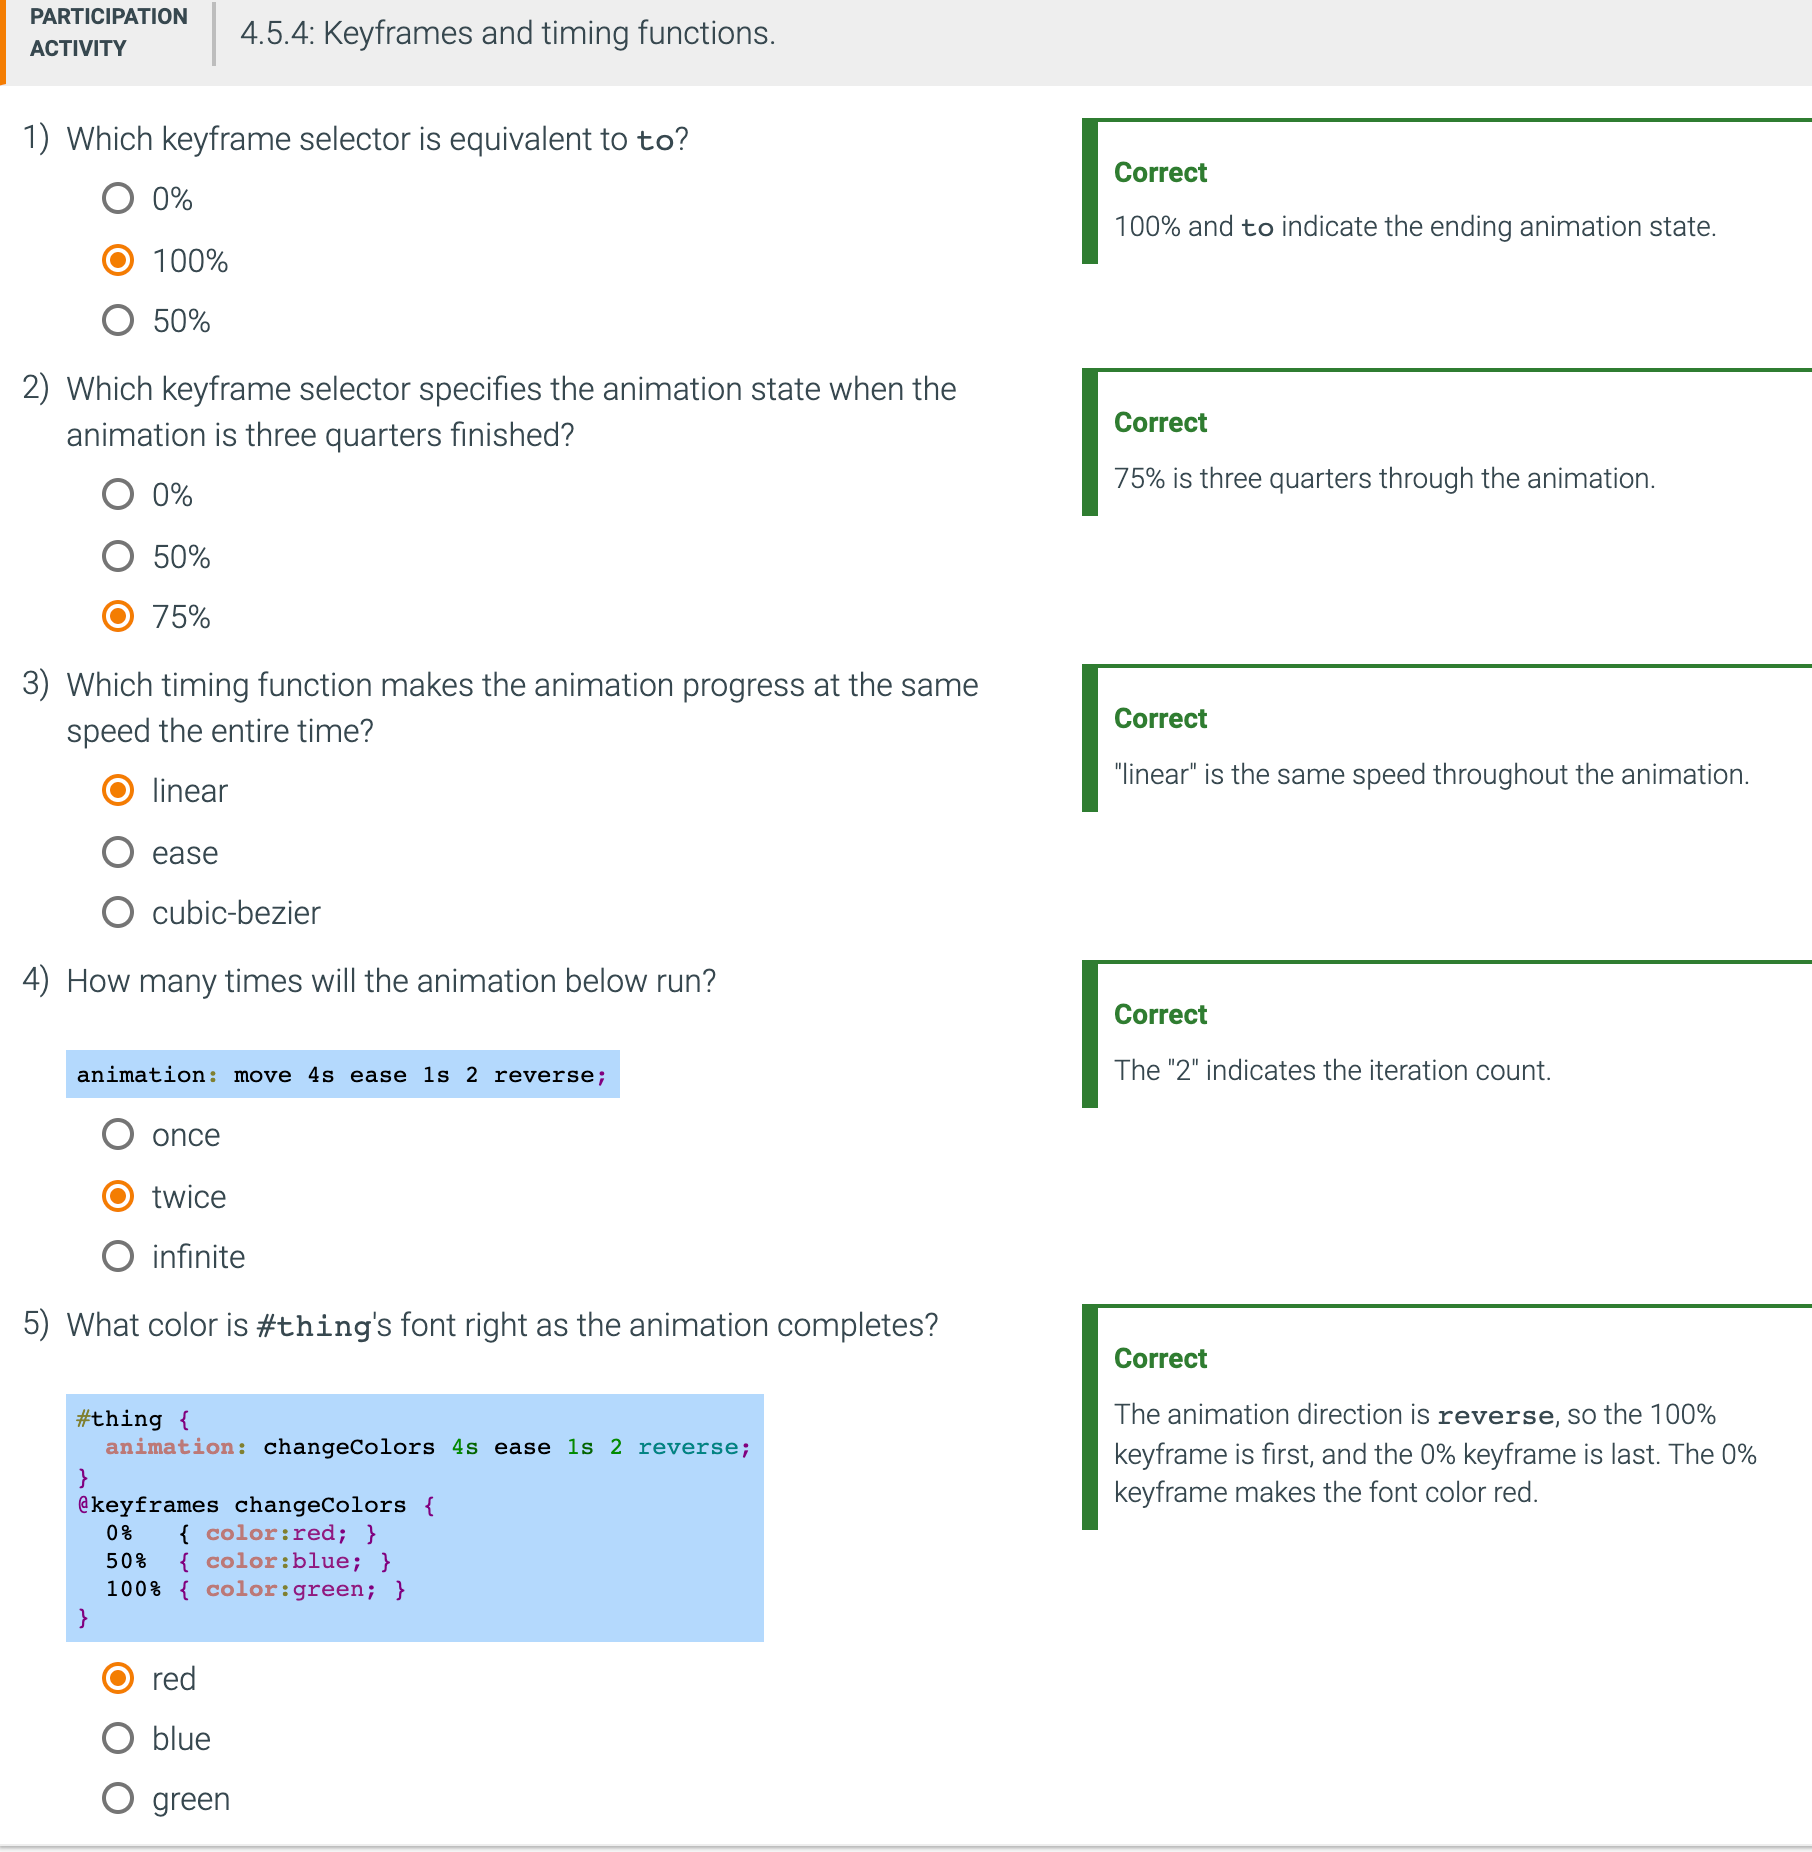 PARTICIPATION
ACTIVITY
4.5.4: Keyframes and timing functions.
1) Which keyframe selector is equivalent to to?
0%
100%
50%
Correct
100% and to indicate the ending animation state.
2) Which keyframe selector specifies the animation state when the
animation is three quarters finished?
0%
50%
75%
Correct
75% is three quarters through the animation.
3) Which timing function makes the animation progress at the same
speed the entire time?
linear
ease
cubic-bezier
Correct
"linear" is the same speed throughout the animation.
4) How many times will the animation below run?
animation: move 4s ease 1s 2 reverse;
once
twice
infinite
Correct
The "2" indicates the iteration count.
5) What color is #thing's font right as the animation completes?
#thing {
  animation: changeColors 4s ease 1s 2 reverse;
}
@keyframes changeColors {
  0%   { color:red; }
  50%  { color:blue; }
  100% { color:green; }
}
red
blue
green
Correct
The animation direction is reverse, so the 100%
keyframe is first, and the 0% keyframe is last. The 0%
keyframe makes the font color red.